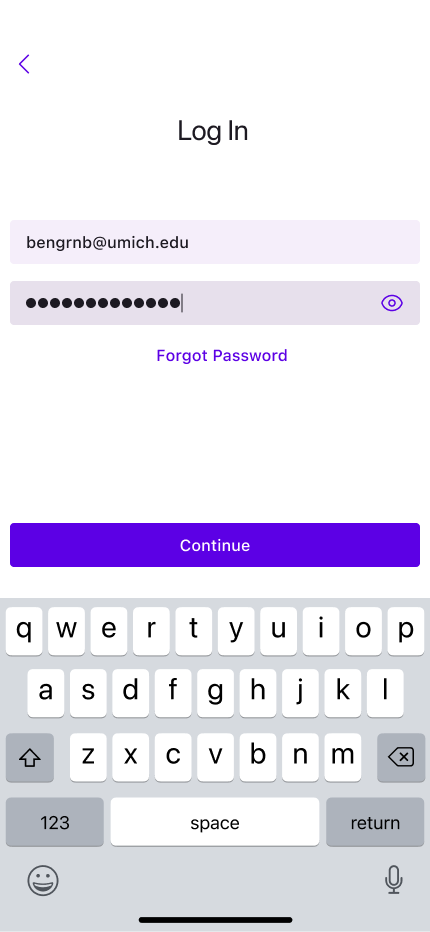 Log In
bengrnb@umich.edu
●●●●●●●●●●●●●
Forgot Password
Continue
q w e r t y u i o p
a s d f g h j k l
z x c v b n m
123 space return